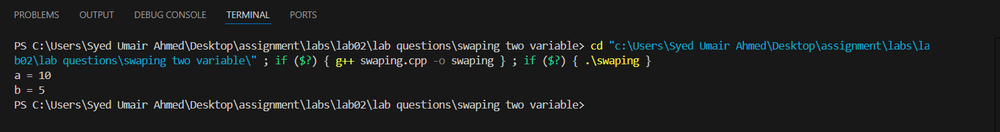 PROBLEMS OUTPUT DEBUG CONSOLE TERMINAL PORTS
PS C:\Users\Syed Umair Ahmed\Desktop\assignment\labs\lab02\lab questions\swaping two variable> cd "c:\Users\Syed Umair Ahmed\Desktop\assignment\labs\la
b02\lab questions\swaping two variable\" ; if ($?) { g++ swaping.cpp -o swaping } ; if ($?) { .\swaping }
a = 10
b = 5
PS C:\Users\Syed Umair Ahmed\Desktop\assignment\labs\lab02\lab questions\swaping two variable>